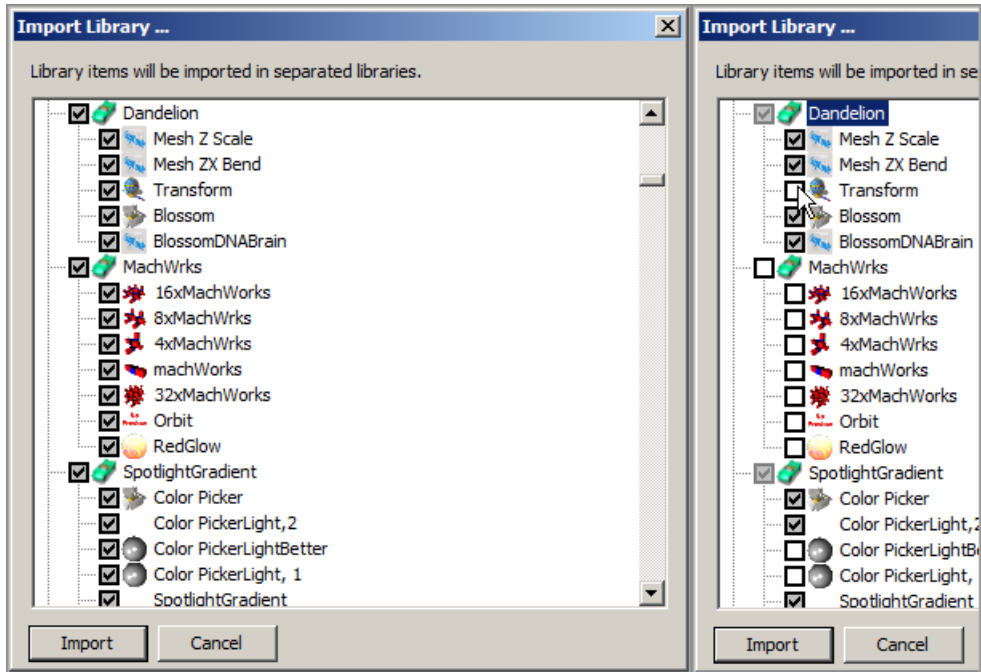 Import Library ...
Library items will be imported in separated libraries.
Dandelion
Mesh Z Scale
Mesh ZX Bend
Transform
Blossom
BlossomDNABrain
MachWrks
16xMachWorks
8xMachWrks
4xMachWrks
machWorks
32xMachWorks
Orbit
RedGlow
SpotlightGradient
Color Picker
Color PickerLight,2
Color PickerLightBetter
Color PickerLight, 1
SpotlightGradient
Import
Cancel
Import Library ...
Library items will be imported in se
Dandelion
Mesh Z Scale
Mesh ZX Bend
Transform
Blossom
BlossomDNABrain
MachWrks
16xMachWorks
8xMachWrks
4xMachWrks
machWorks
32xMachWorks
Orbit
RedGlow
SpotlightGradient
Color Picker
Color PickerLight,2
Color PickerLightBe
Color PickerLight,
SpotlightGradient
Import
Cancel